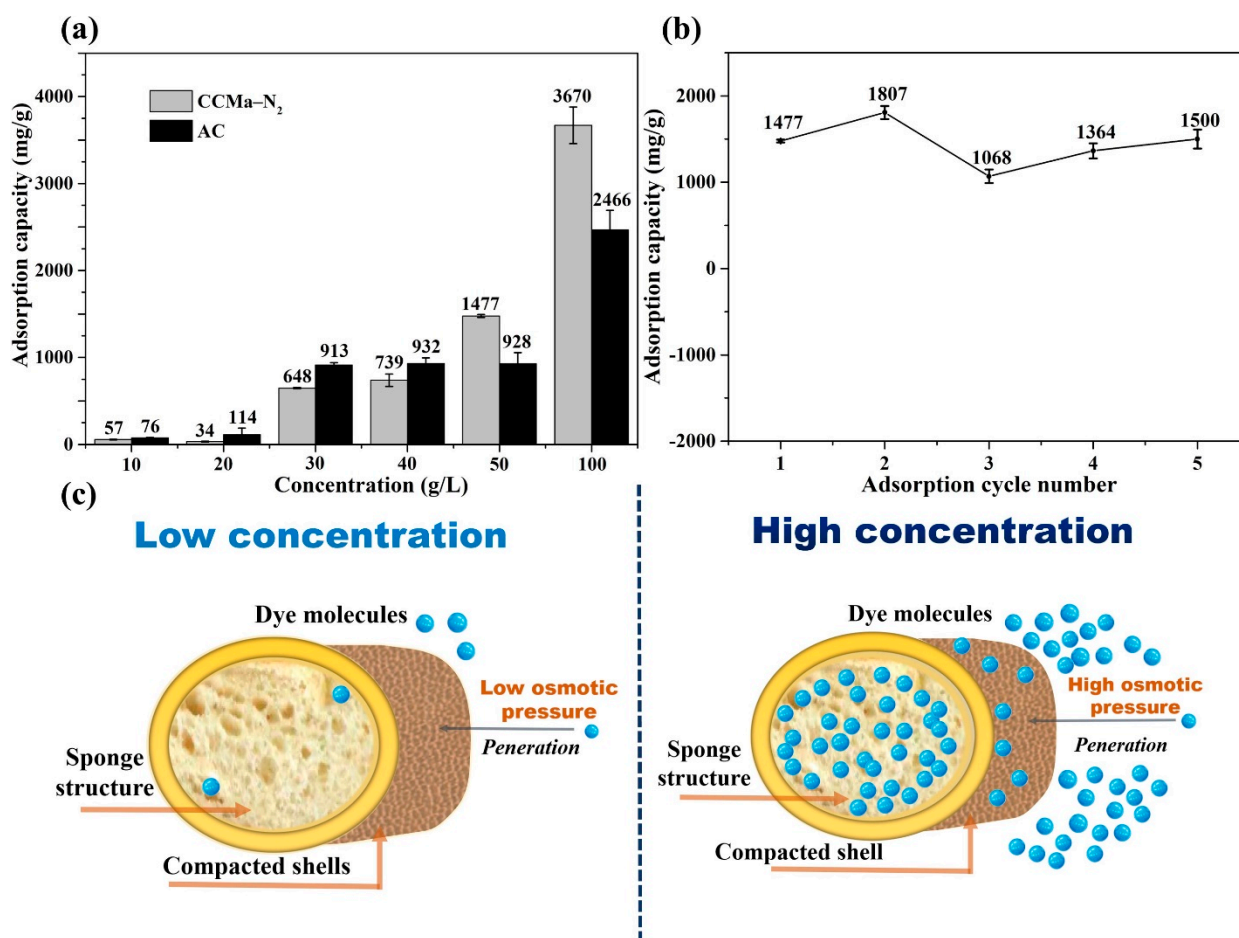 (a)
Adsorption capacity (mg/g)
4000
3000
2000
1000
0
CCMa–N₂
AC
57
76
34
114
648
913
739
932
1477
928
3670
2466
10
20
30
40
50
100
Concentration (g/L)
(b)
Adsorption capacity (mg/g)
2000
1000
0
-1000
-2000
1477
1807
1068
1364
1500
1
2
3
4
5
Adsorption cycle number
(c)
Low concentration
Dye molecules
Low osmotic
pressure
Peneration
Sponge
structure
Compacted shells
High concentration
Dye molecules
High osmotic
pressure
Peneration
Sponge
structure
Compacted shell